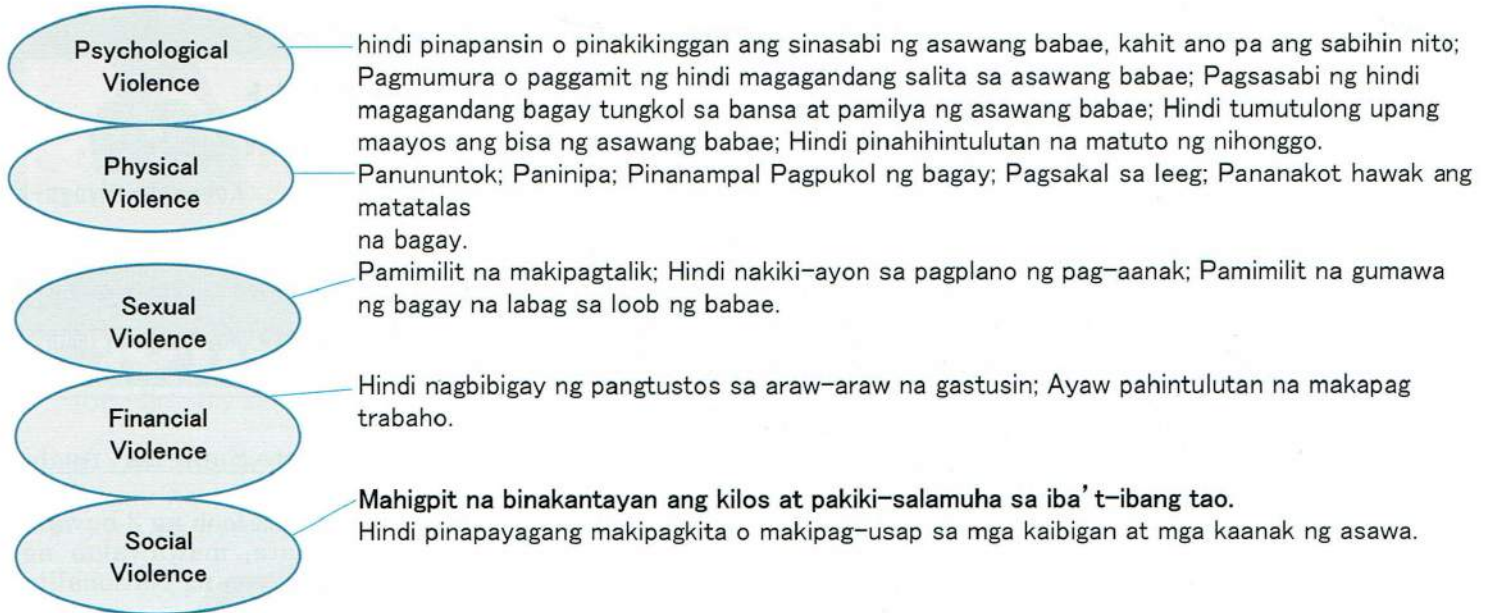 Psychological
Violence
hindi pinapansin o pinakikinggan ang sinasabi ng asawang babae, kahit ano pa ang sabihin nito;
Pagmumura o paggamit ng hindi magagandang salita sa asawang babae; Pagsasabi ng hindi
magagandang bagay tungkol sa bansa at pamilya ng asawang babae; Hindi tumutulong upang
maayos ang bisa ng asawang babae; Hindi pinahihintulutan na matuto ng nihonggo.
Physical
Violence
Panununtok; Paninipa; Pinanampal Pagpukol ng bagay; Pagsakal sa leeg; Pananakot hawak ang
matatalas
na bagay.
Sexual
Violence
Pamimilit na makipagtalik; Hindi nakiki-ayon sa pagplano ng pag-aanak; Pamimilit na gumawa
ng bagay na labag sa loob ng babae.
Financial
Violence
Hindi nagbibigay ng pangtustos sa araw-araw na gastusin; Ayaw pahintulutan na makapag
trabaho.
Social
Violence
Mahigpit na binakantayan ang kilos at pakiki-salamuha sa iba't-ibang tao.
Hindi pinapayagang makipagkita o makipag-usap sa mga kaibigan at mga kaanak ng asawa.